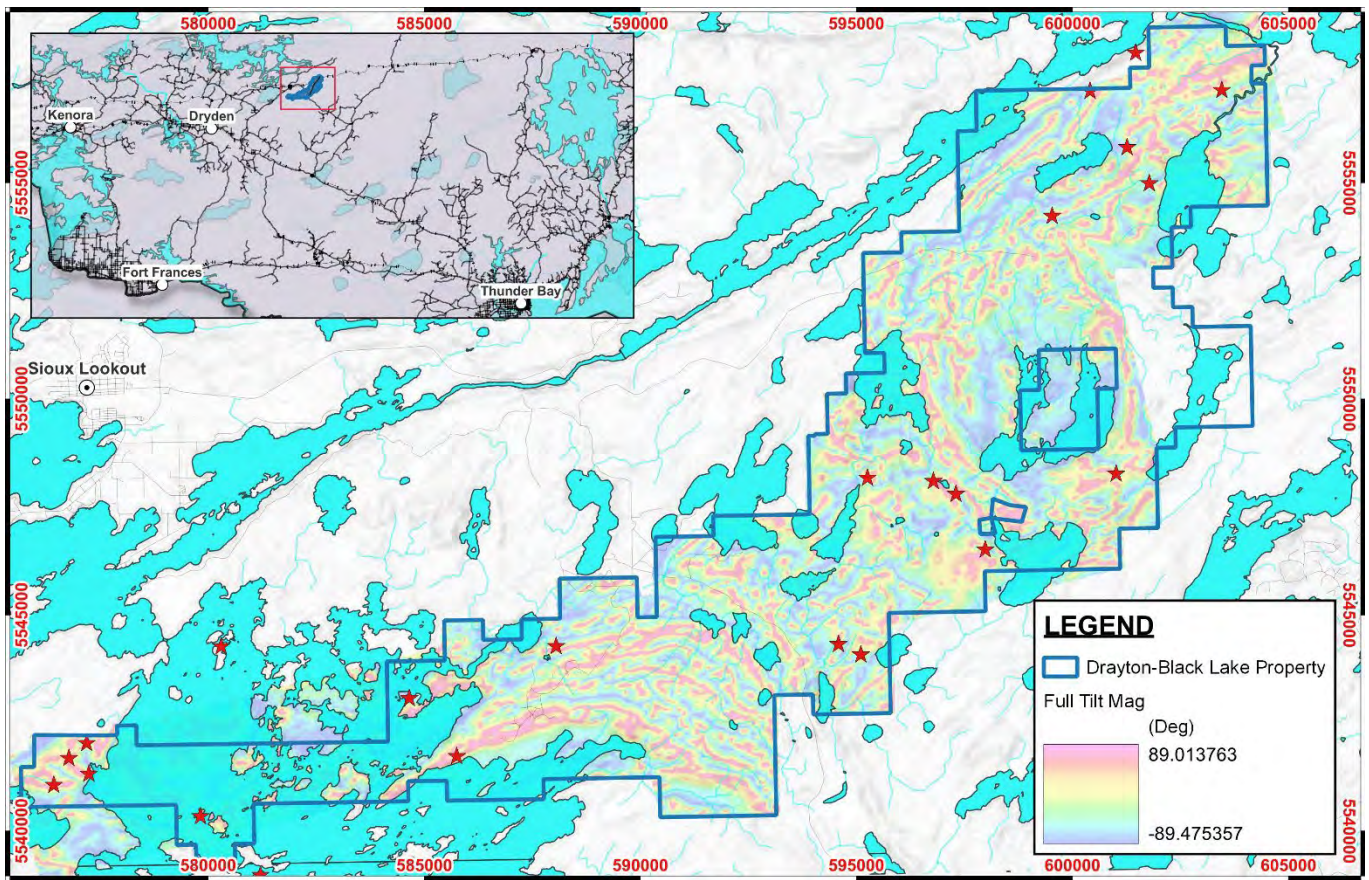 580000
585000
590000
595000
600000
605000
Kenora
Dryden
Fort Frances
Thunder Bay
5555000
5555000
Sioux Lookout
5550000
5550000
5545000
5545000
LEGEND
Drayton-Black Lake Property
Full Tilt Mag
(Deg)
89.013763
-89.475357
5540000
5540000
580000
585000
590000
595000
600000
605000